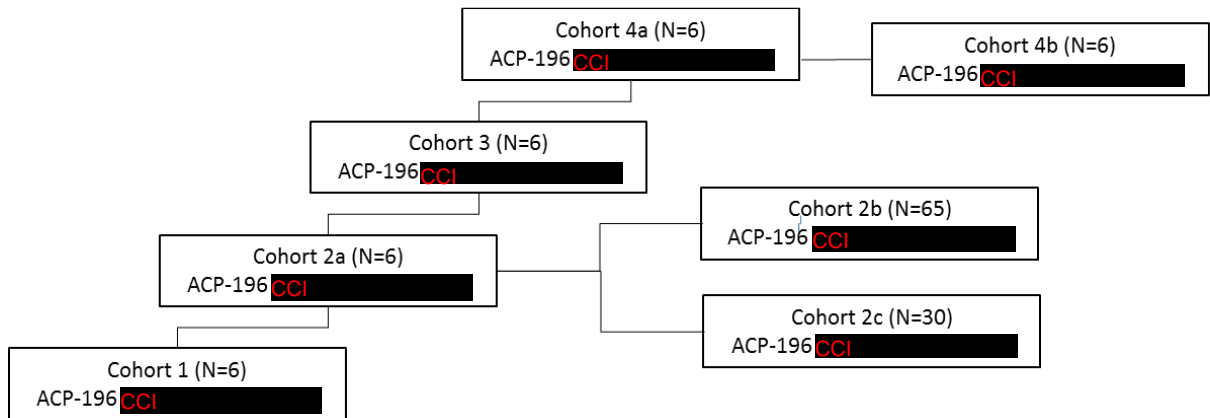 Cohort 4a (N=6)
ACP-196 CCI
Cohort 4b (N=6)
ACP-196 CCI
Cohort 3 (N=6)
ACP-196 CCI
Cohort 2b (N=65)
ACP-196 CCI
Cohort 2a (N=6)
ACP-196 CCI
Cohort 2c (N=30)
ACP-196 CCI
Cohort 1 (N=6)
ACP-196 CCI